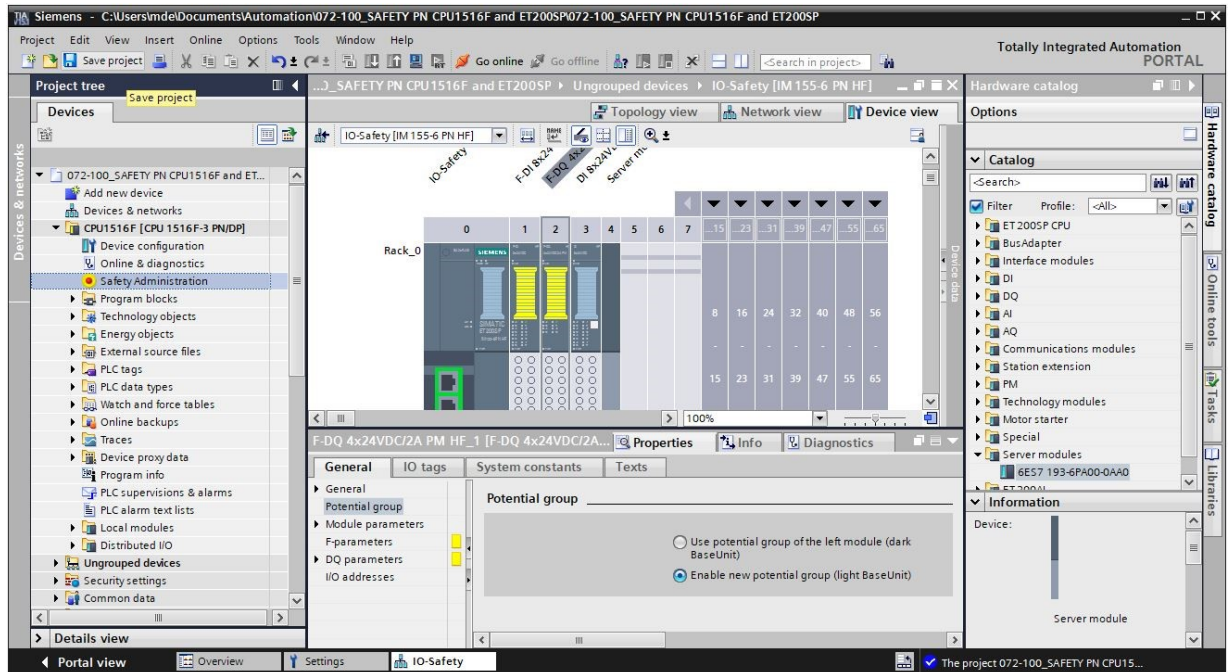 Siemens - C:\Users\mde\Documents\Automation\072-100_SAFETY PN CPU1516F and ET200SP\072-100_SAFETY PN CPU1516F and ET200SP
Project Edit View Insert Online Options Tools Window Help
Totally Integrated Automation
PORTAL
Save project
Go online
Go offline
<Search in project>
Project tree
Save project
Devices
072-100_SAFETY PN CPU1516F and ET...
Add new device
Devices & networks
CPU1516F [CPU 1516F-3 PN/DP]
Device configuration
Online & diagnostics
Safety Administration
Program blocks
Technology objects
Energy objects
External source files
PLC tags
PLC data types
Watch and force tables
Online backups
Traces
Device proxy data
Program info
PLC supervisions & alarms
PLC alarm text lists
Local modules
Distributed I/O
Ungrouped devices
Security settings
Common data
Details view
Devices & networks
...)_SAFETY PN CPU1516F and ET200SP Ungrouped devices IO-Safety [IM 155-6 PN HF]
Topology view Network view Device view
IO-Safety [IM 155-6 PN HF]
IO-Safety
F-DI 8x24
F-DQ 4x2
DI 8x24V
Server mo
0 1 2 3 4 5 6 7 ...15 ...23 ...31 ...39 ...47 ...55 ...65
Rack_0
SIEMENS
8 16 24 32 40 48 56
- - - - - - -
15 23 31 39 47 55 65
SIMATIC
ET 200SP
100%
Device data
F-DQ 4x24VDC/2A PM HF_1 [F-DQ 4x24VDC/2A...
Properties Info Diagnostics
General IO tags System constants Texts
General
Potential group
Module parameters
F-parameters
DQ parameters
I/O addresses
Potential group
Use potential group of the left module (dark
BaseUnit)
Enable new potential group (light BaseUnit)
Hardware catalog
Options
Catalog
<Search>
Filter Profile: <All>
ET 200SP CPU
BusAdapter
Interface modules
DI
DQ
AI
AQ
Communications modules
Station extension
PM
Technology modules
Motor starter
Special
Server modules
6ES7 193-6PA00-0AA0
ET 200AL
Information
Device:
Server module
Hardware catalog
Online tools
Tasks
Libraries
Portal view
Overview
Settings
IO-Safety
The project 072-100_SAFETY PN CPU15...